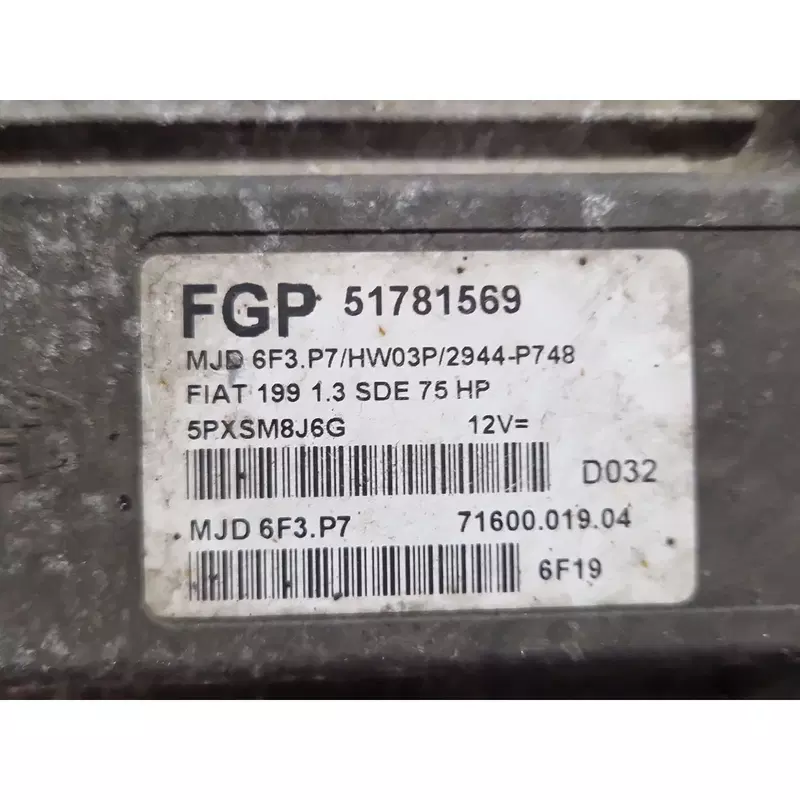 FGP 51781569
MJD 6F3.P7/HW03P/2944-P748
FIAT 199 1.3 SDE 75 HP
5PXSM8J6G 12V=
D032
MJD 6F3.P7 71600.019.04
6F19